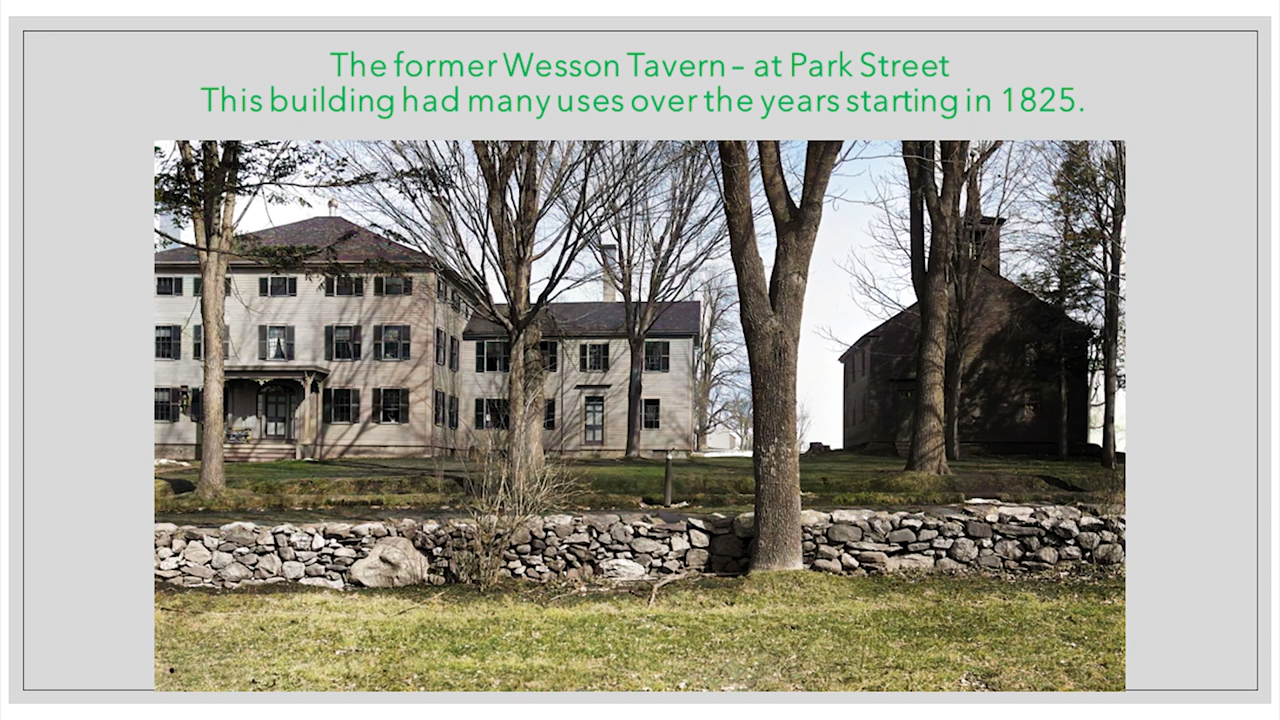 The former Wesson Tavern – at Park Street
This building had many uses over the years starting in 1825.